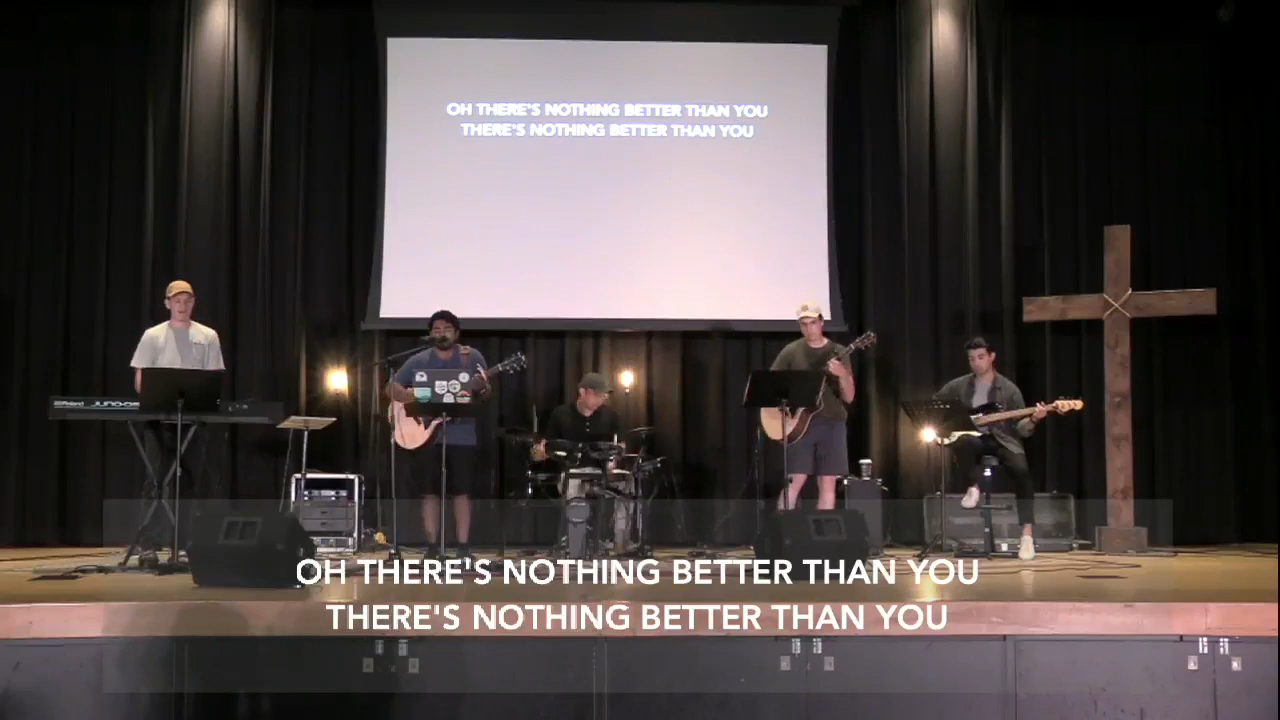 OH THERE'S NOTHING BETTER THAN YOU
THERE'S NOTHING BETTER THAN YOU
Roland JUNO-DS
OH THERE'S NOTHING BETTER THAN YOU
THERE'S NOTHING BETTER THAN YOU